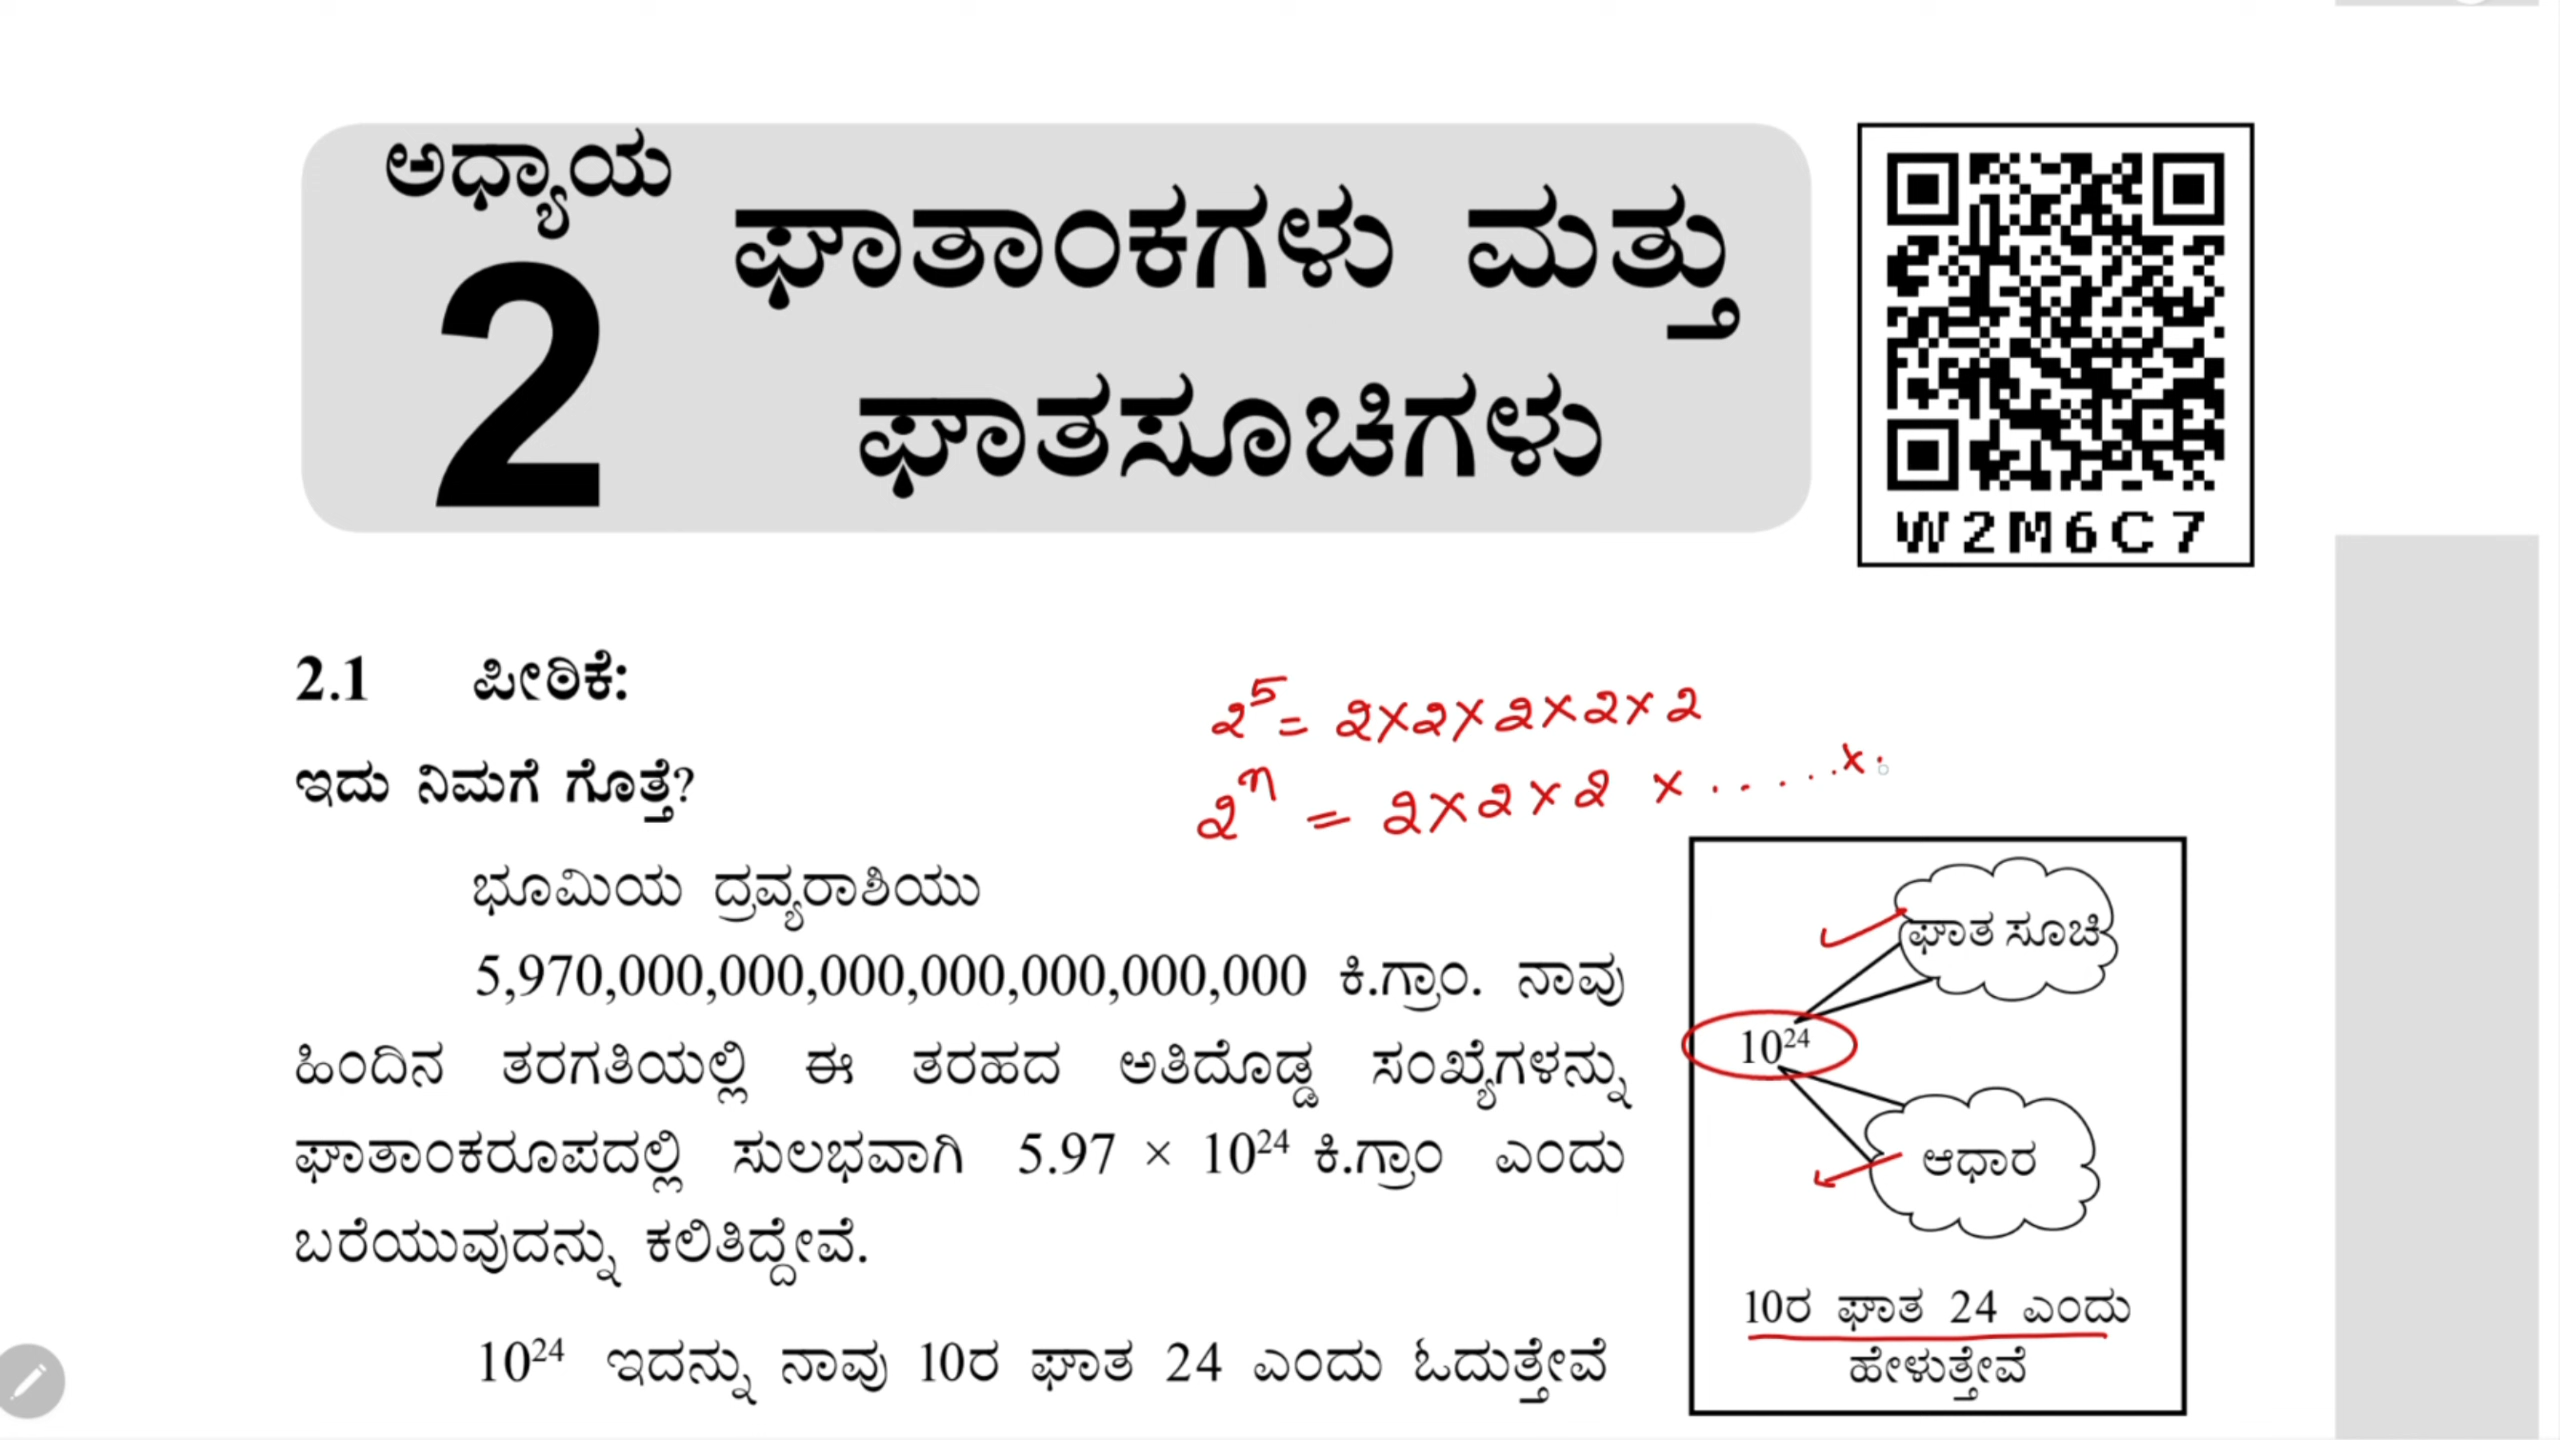 ಅಧ್ಯಾಯ
2
ಘಾತಾಂಕಗಳು ಮತ್ತು
ಘಾತಸೂಚಿಗಳು
W2M6C7
2.1 ಪೀಠಿಕೆ:
2⁵ = 2×2×2×2×2
ಇದು ನಿಮಗೆ ಗೊತ್ತೆ?
2ⁿ = 2×2×2 × ......×.
ಭೂಮಿಯ ದ್ರವ್ಯರಾಶಿಯು
5,970,000,000,000,000,000,000,000 ಕಿ.ಗ್ರಾಂ. ನಾವು
ಹಿಂದಿನ ತರಗತಿಯಲ್ಲಿ ಈ ತರಹದ ಅತಿದೊಡ್ಡ ಸಂಖ್ಯೆಗಳನ್ನು
ಘಾತಾಂಕರೂಪದಲ್ಲಿ ಸುಲಭವಾಗಿ 5.97 × 10²⁴ ಕಿ.ಗ್ರಾಂ ಎಂದು
ಬರೆಯುವುದನ್ನು ಕಲಿತಿದ್ದೇವೆ.
10²⁴ ಇದನ್ನು ನಾವು 10ರ ಘಾತ 24 ಎಂದು ಓದುತ್ತೇವೆ
ಘಾತ ಸೂಚಿ
10²⁴
ಆಧಾರ
10ರ ಘಾತ 24 ಎಂದು
ಹೇಳುತ್ತೇವೆ